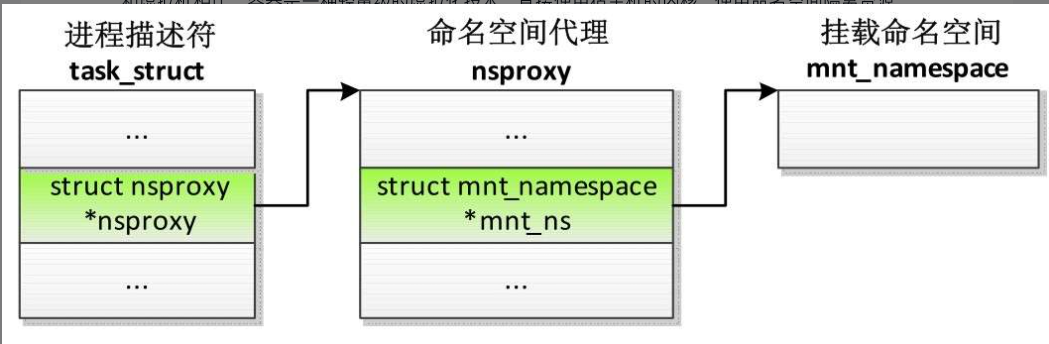 进程描述符
task_struct
...
struct nsproxy
*nsproxy
...
命名空间代理
nsproxy
...
struct mnt_namespace
*mnt_ns
...
挂载命名空间
mnt_namespace